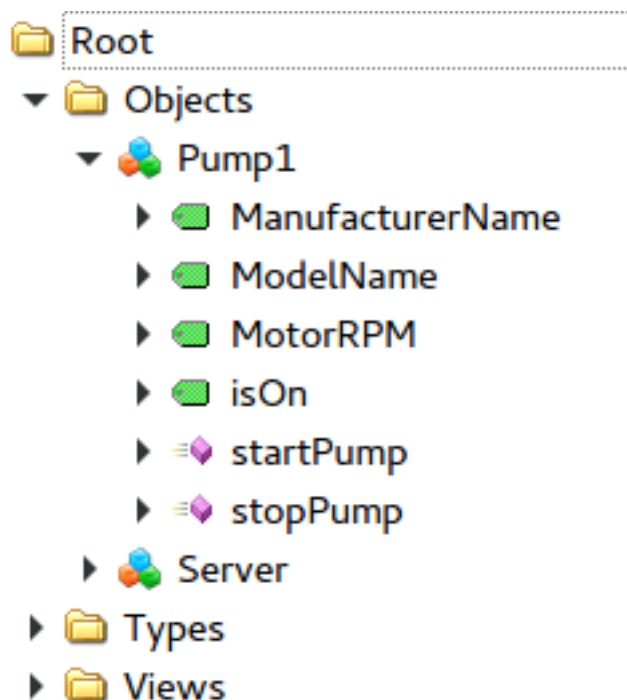 Root
Objects
Pump1
ManufacturerName
ModelName
MotorRPM
isOn
startPump
stopPump
Server
Types
Views